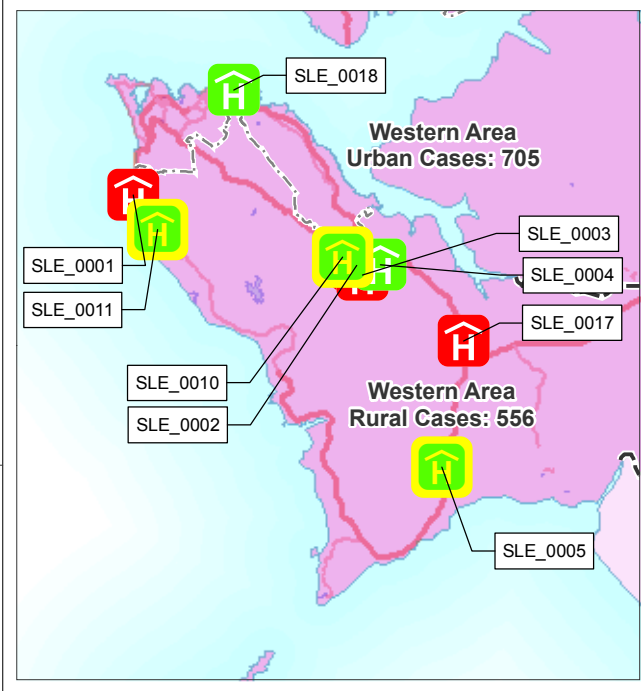 SLE_0018
H
Western Area
Urban Cases: 705
H
H
SLE_0003
SLE_0001
H
H
H
SLE_0004
SLE_0011
SLE_0017
H
SLE_0010
Western Area
Rural Cases: 556
SLE_0002
H
SLE_0005